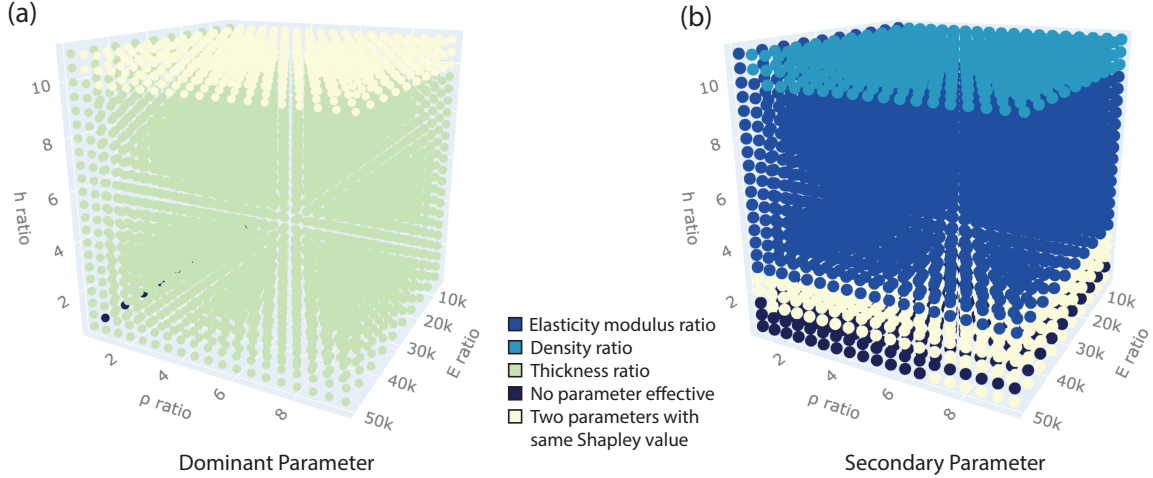 (a)
(b)
10
8
6
4
2
h ratio
2
4
6
8
ρ ratio
10k
20k
30k
40k
50k
E ratio
Elasticity modulus ratio
Density ratio
Thickness ratio
No parameter effective
Two parameters with
same Shapley value
10
8
6
4
2
h ratio
2
4
6
8
ρ ratio
10k
20k
30k
40k
50k
E ratio
Dominant Parameter
Secondary Parameter